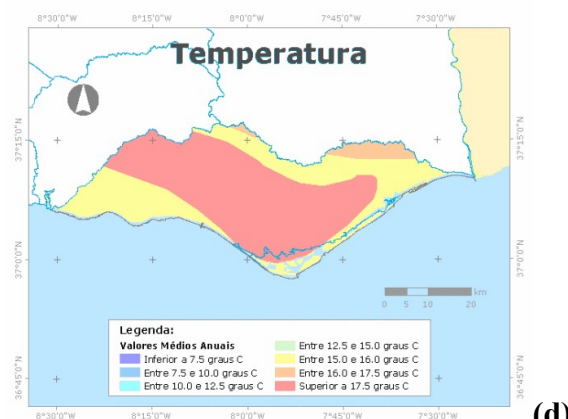 8°30'0"W 8°15'0"W 8°0'0"W 7°45'0"W 7°30'0"W
Temperatura
37°15'0"N 37°15'0"N
37°0'0"N 37°0'0"N
km
0 5 10 20
Legenda:
Valores Médios Anuais
Inferior a 7.5 graus C
Entre 7.5 e 10.0 graus C
Entre 10.0 e 12.5 graus C
Entre 12.5 e 15.0 graus C
Entre 15.0 e 16.0 graus C
Entre 16.0 e 17.5 graus C
Superior a 17.5 graus C
36°45'0"N 36°45'0"N
8°30'0"W 8°15'0"W 8°0'0"W 7°45'0"W 7°30'0"W
(d)